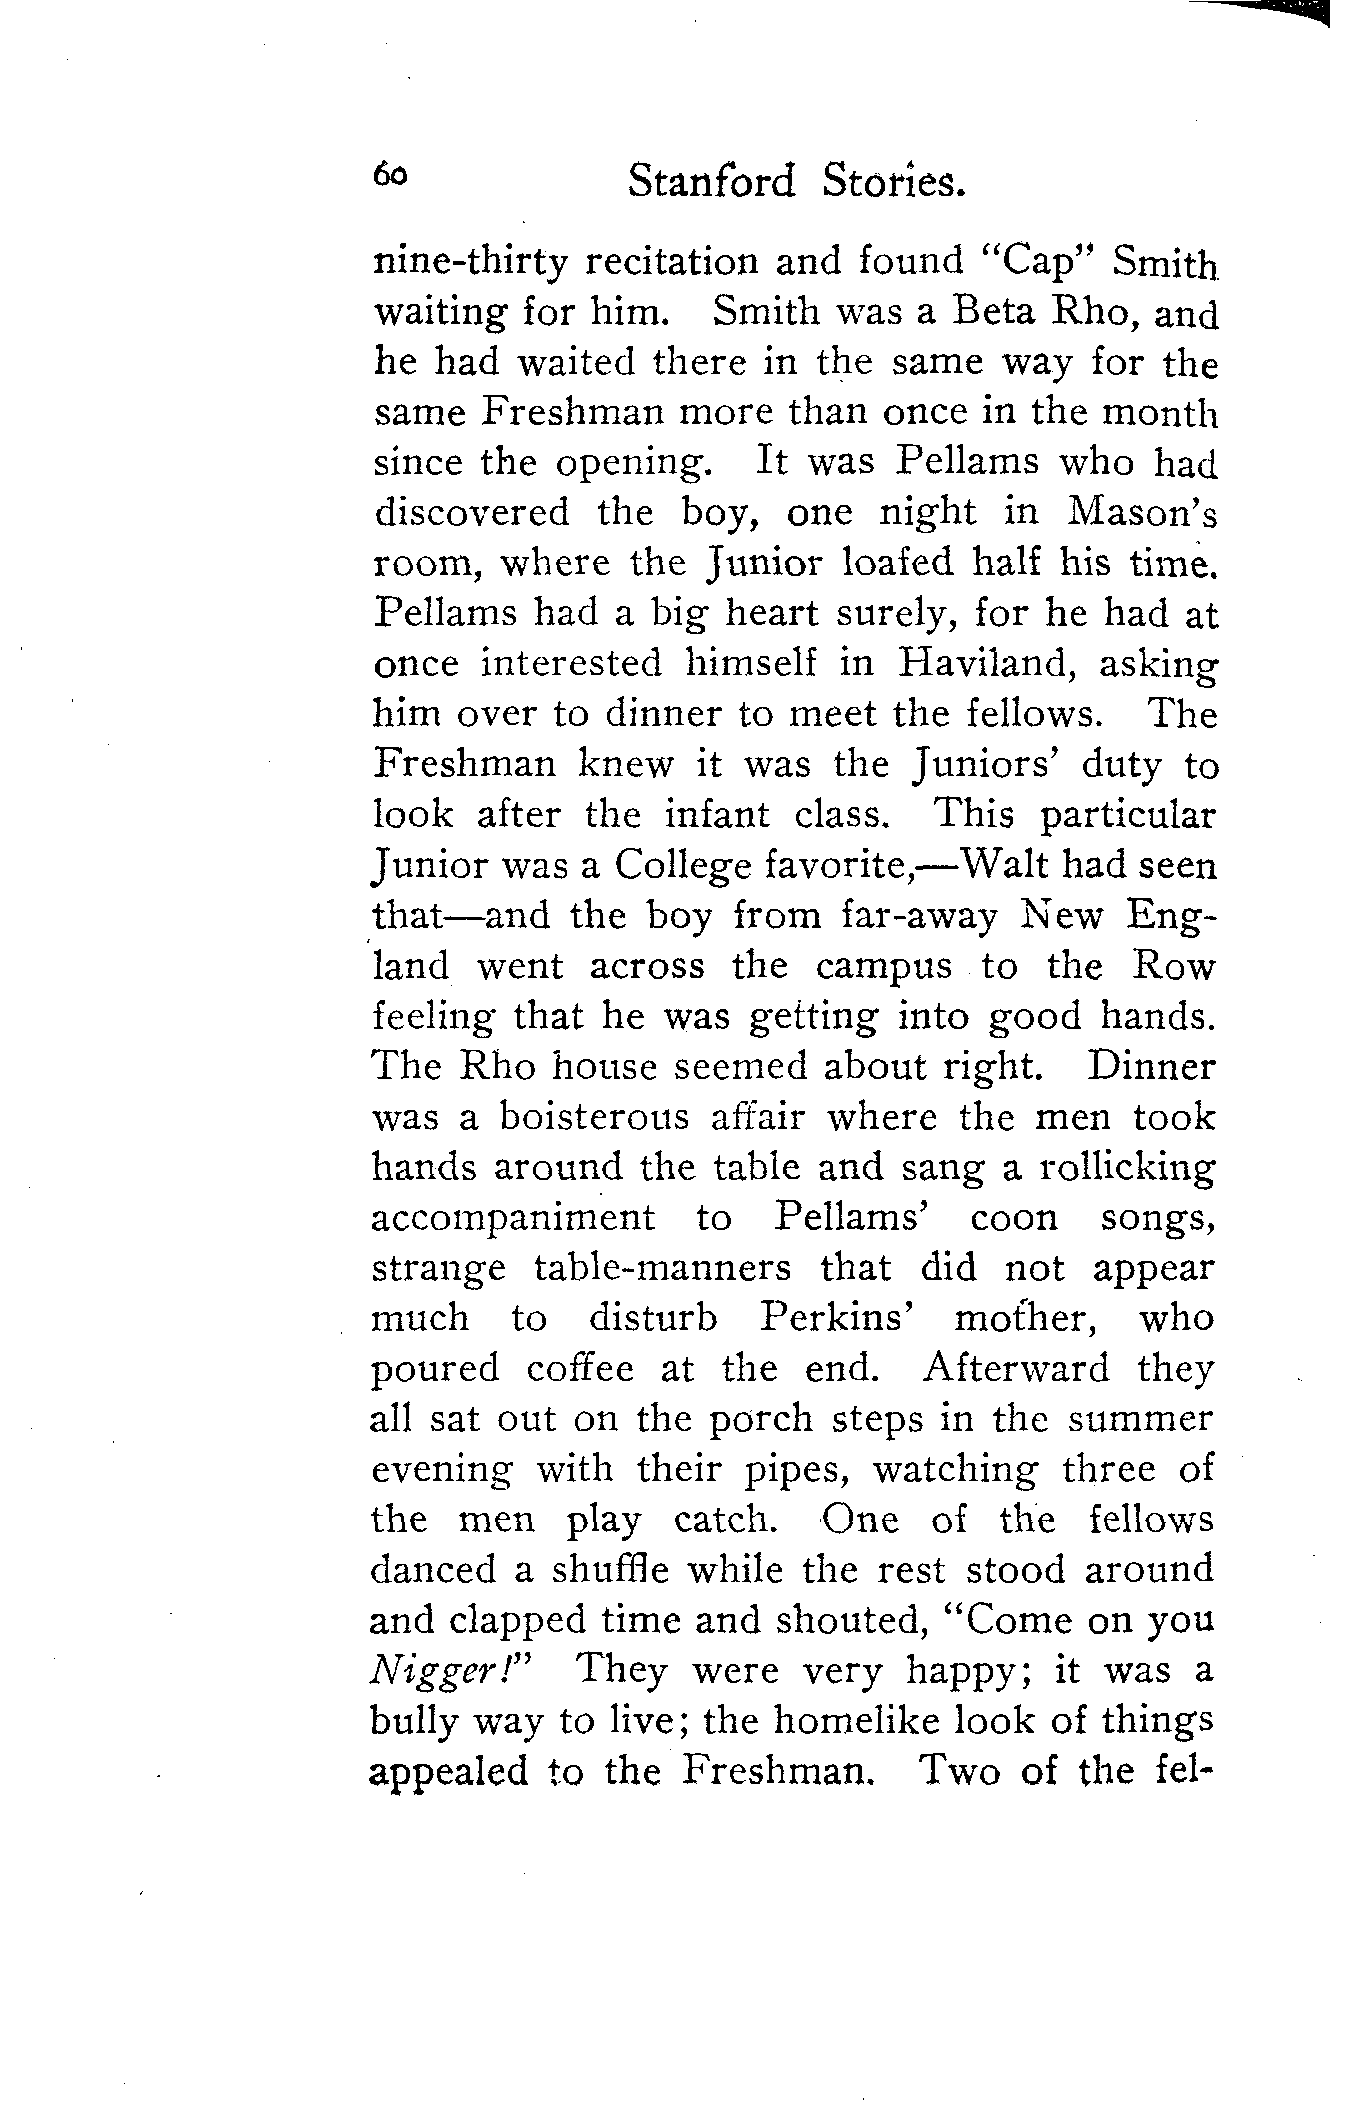 60 Stanford Stories.
nine-thirty recitation and found "Cap" Smith
waiting for him. Smith was a Beta Rho, and
he had waited there in the same way for the
same Freshman more than once in the month
since the opening. It was Pellams who had
discovered the boy, one night in Mason's
room, where the Junior loafed half his time.
Pellams had a big heart surely, for he had at
once interested himself in Haviland, asking
him over to dinner to meet the fellows. The
Freshman knew it was the Juniors' duty to
look after the infant class. This particular
Junior was a College favorite,—Walt had seen
that—and the boy from far-away New Eng-
land went across the campus to the Row
feeling that he was getting into good hands.
The Rho house seemed about right. Dinner
was a boisterous affair where the men took
hands around the table and sang a rollicking
accompaniment to Pellams' coon songs,
strange table-manners that did not appear
much to disturb Perkins' mother, who
poured coffee at the end. Afterward they
all sat out on the porch steps in the summer
evening with their pipes, watching three of
the men play catch. One of the fellows
danced a shuffle while the rest stood around
and clapped time and shouted, "Come on you
Nigger!" They were very happy; it was a
bully way to live; the homelike look of things
appealed to the Freshman. Two of the fel-